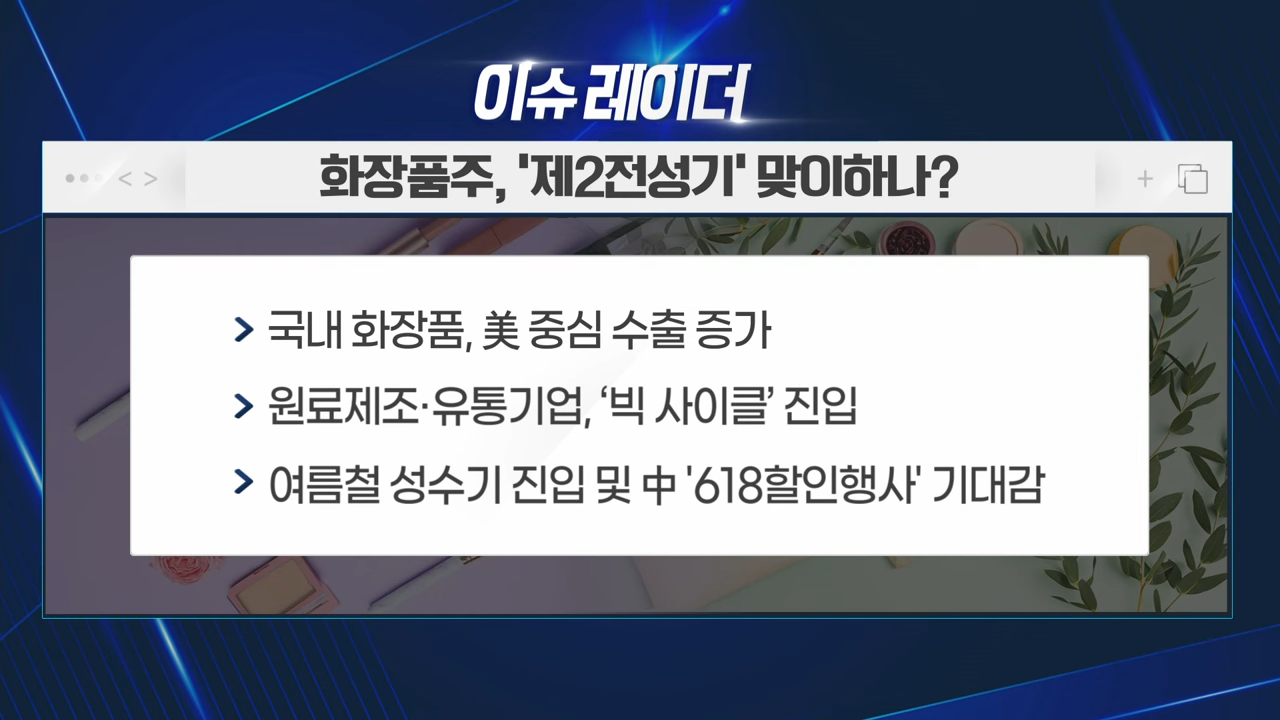 이슈 레이더
화장품주, '제2전성기' 맞이하나?
국내 화장품, 美 중심 수출 증가
원료제조·유통기업, ‘빅 사이클’ 진입
여름철 성수기 진입 및 中 '618할인행사' 기대감